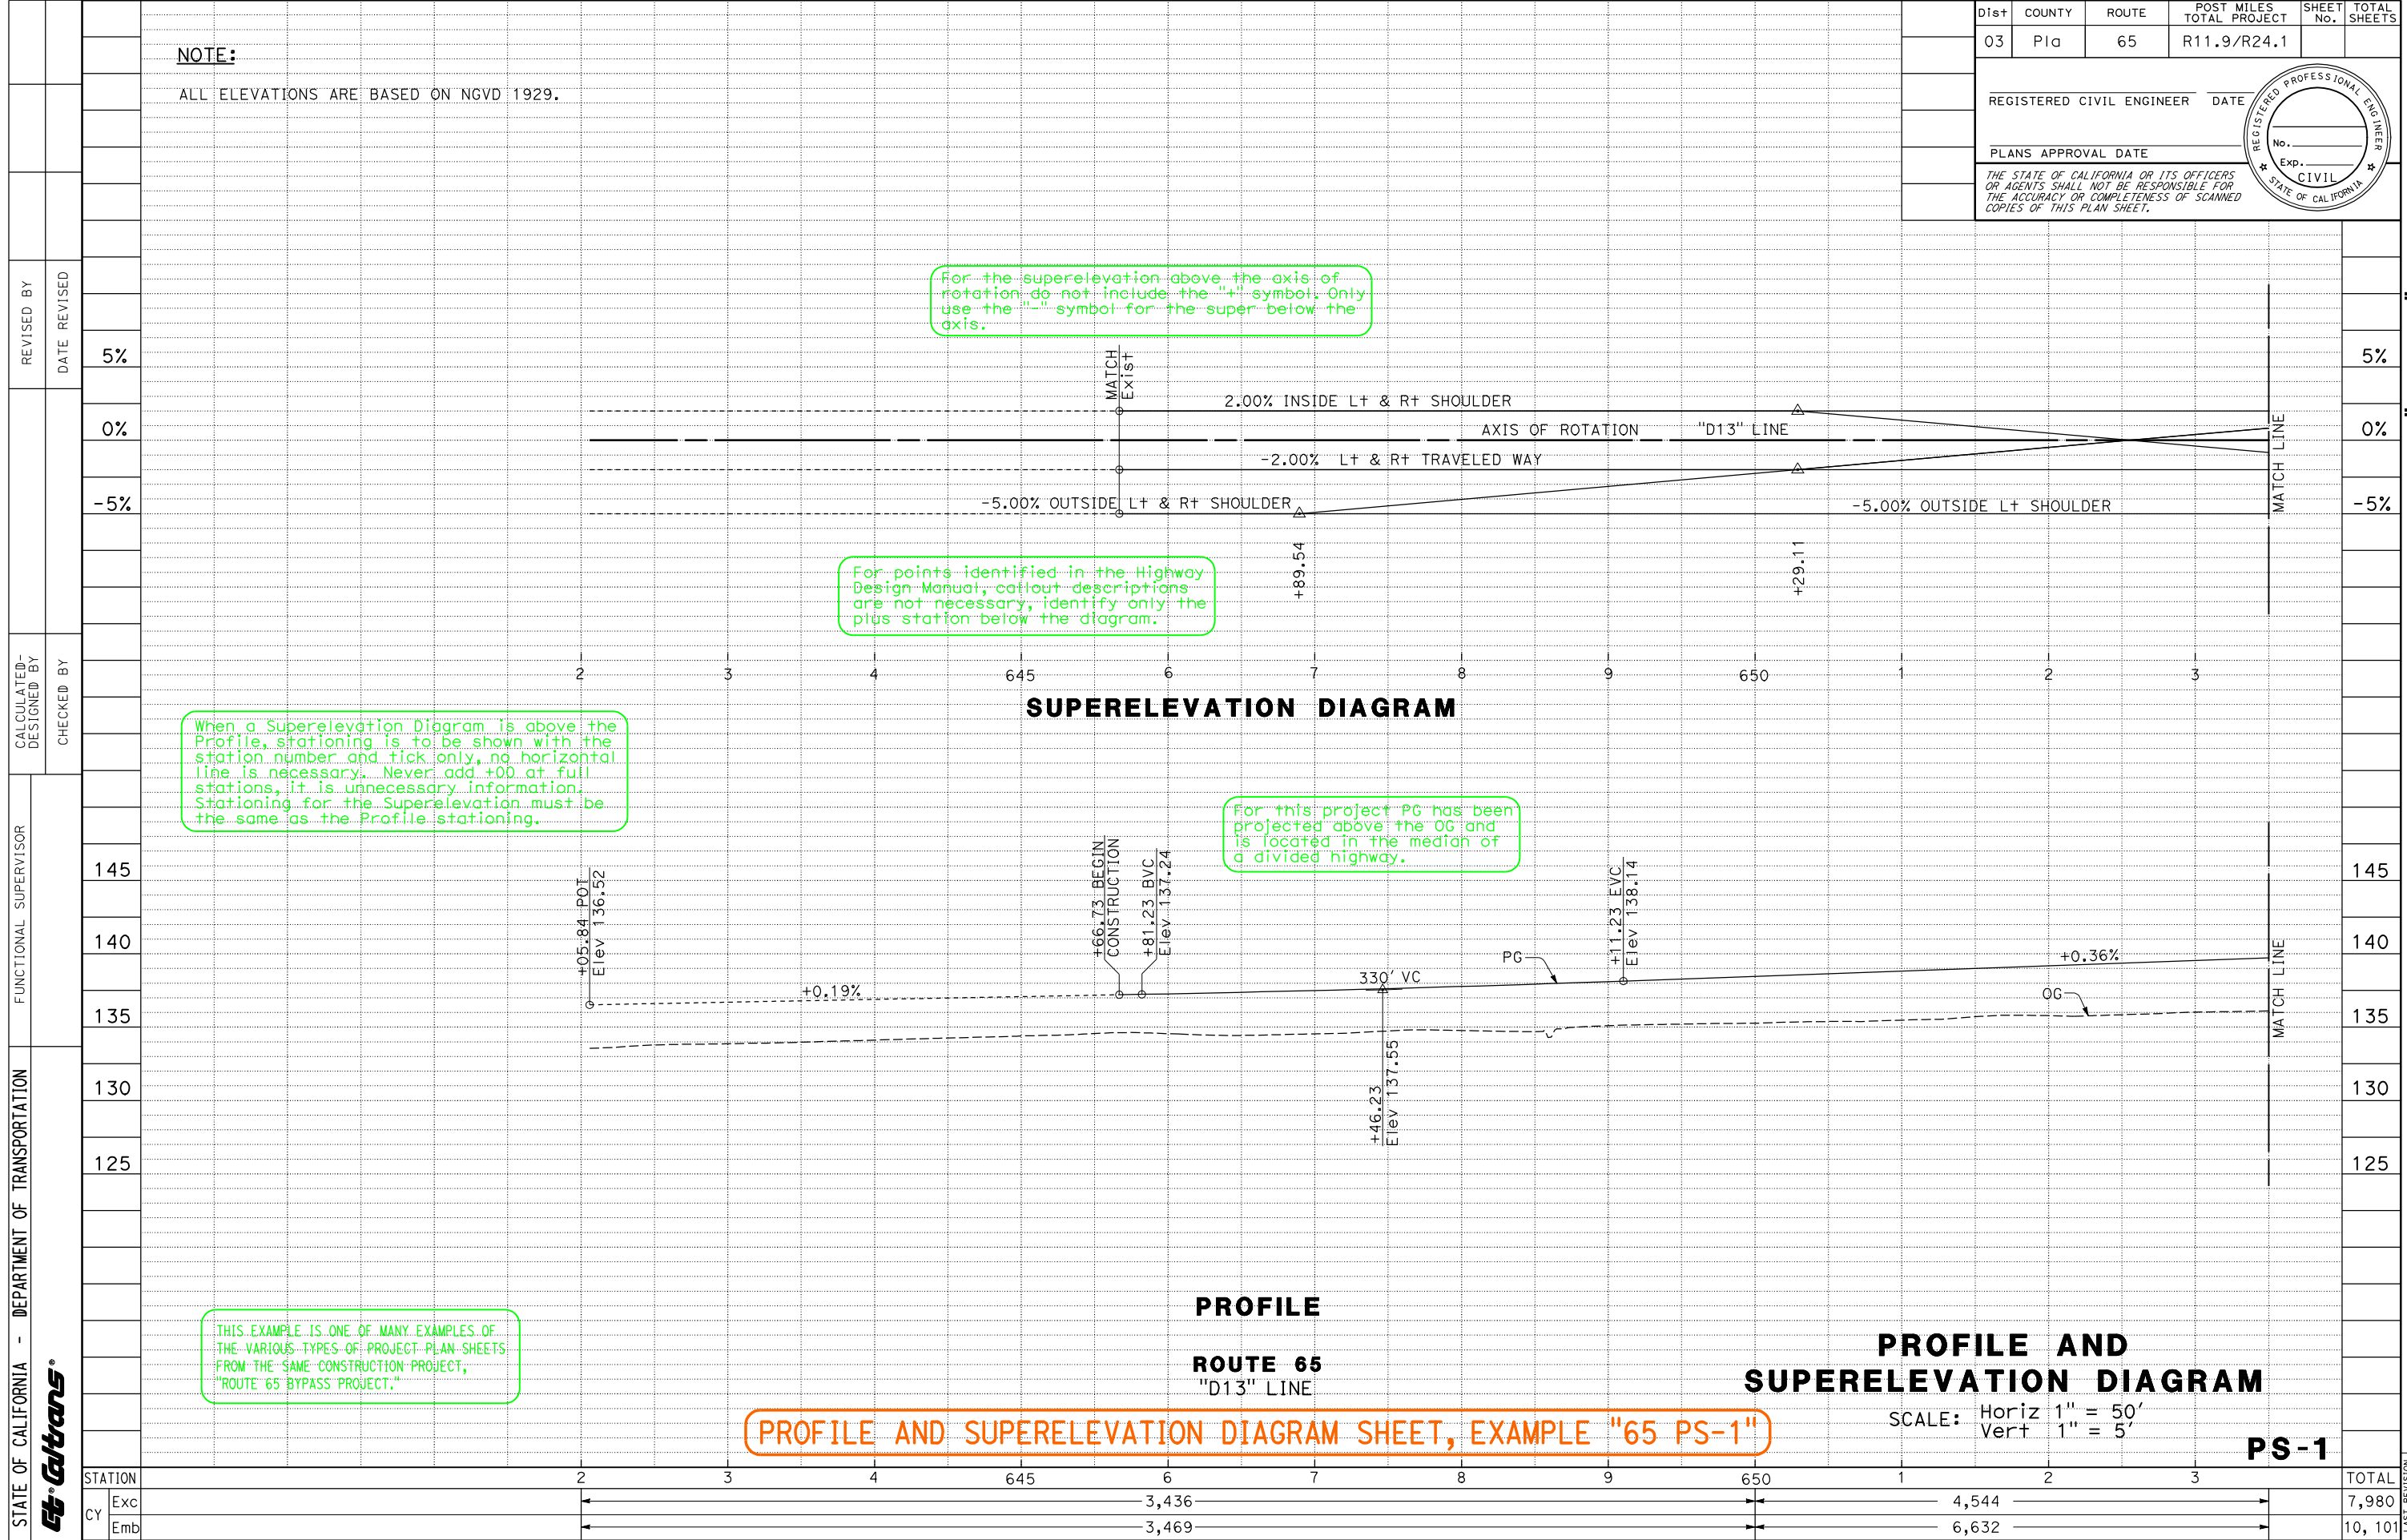 Dist COUNTY ROUTE POST MILES TOTAL PROJECT SHEET No. TOTAL SHEETS
03 Pla 65 R11.9/R24.1
REGISTERED CIVIL ENGINEER DATE
PLANS APPROVAL DATE
THE STATE OF CALIFORNIA OR ITS OFFICERS
OR AGENTS SHALL NOT BE RESPONSIBLE FOR
THE ACCURACY OR COMPLETENESS OF SCANNED
COPIES OF THIS PLAN SHEET.
REGISTERED PROFESSIONAL ENGINEER
No.
Exp.
CIVIL
STATE OF CALIFORNIA
NOTE:
ALL ELEVATIONS ARE BASED ON NGVD 1929.
For the superelevation above the axis of
rotation do not include the "+" symbol. Only
use the "-" symbol for the super below the
axis.
5% 5%
MATCH
Exist
2.00% INSIDE Lt & Rt SHOULDER
0% 0%
AXIS OF ROTATION "D13" LINE
-2.00% Lt & Rt TRAVELED WAY
MATCH LINE
-5% -5%
-5.00% OUTSIDE Lt & Rt SHOULDER
-5.00% OUTSIDE Lt SHOULDER
+89.54
+29.11
For points identified in the Highway
Design Manual, callout descriptions
are not necessary, identify only the
plus station below the diagram.
2 3 4 645 6 7 8 9 650 1 2 3
SUPERELEVATION DIAGRAM
When a Superelevation Diagram is above the
Profile, stationing is to be shown with the
station number and tick only, no horizontal
line is necessary. Never add +00 at full
stations, it is unnecessary information.
Stationing for the Superelevation must be
the same as the Profile stationing.
For this project PG has been
projected above the OG and
is located in the median of
a divided highway.
145 145
140 140
135 135
130 130
125 125
+05.84 POT
Elev 136.52
+66.73 BEGIN
CONSTRUCTION
+81.23 BVC
Elev 137.24
+11.23 EVC
Elev 138.14
+0.19%
330' VC
PG
+0.36%
OG
MATCH LINE
+46.23
Elev 137.55
PROFILE
ROUTE 65
"D13" LINE
THIS EXAMPLE IS ONE OF MANY EXAMPLES OF
THE VARIOUS TYPES OF PROJECT PLAN SHEETS
FROM THE SAME CONSTRUCTION PROJECT,
"ROUTE 65 BYPASS PROJECT."
PROFILE AND SUPERELEVATION DIAGRAM SHEET, EXAMPLE "65 PS-1"
PROFILE AND
SUPERELEVATION DIAGRAM
SCALE: Horiz 1" = 50'
Vert 1" = 5'
PS-1
STATION 2 3 4 645 6 7 8 9 650 1 2 3 TOTAL
CY
Exc 3,436 4,544 7,980
Emb 3,469 6,632 10,101
REVISED BY
DATE REVISED
CALCULATED-
DESIGNED BY
CHECKED BY
FUNCTIONAL SUPERVISOR
STATE OF CALIFORNIA - DEPARTMENT OF TRANSPORTATION
Caltrans